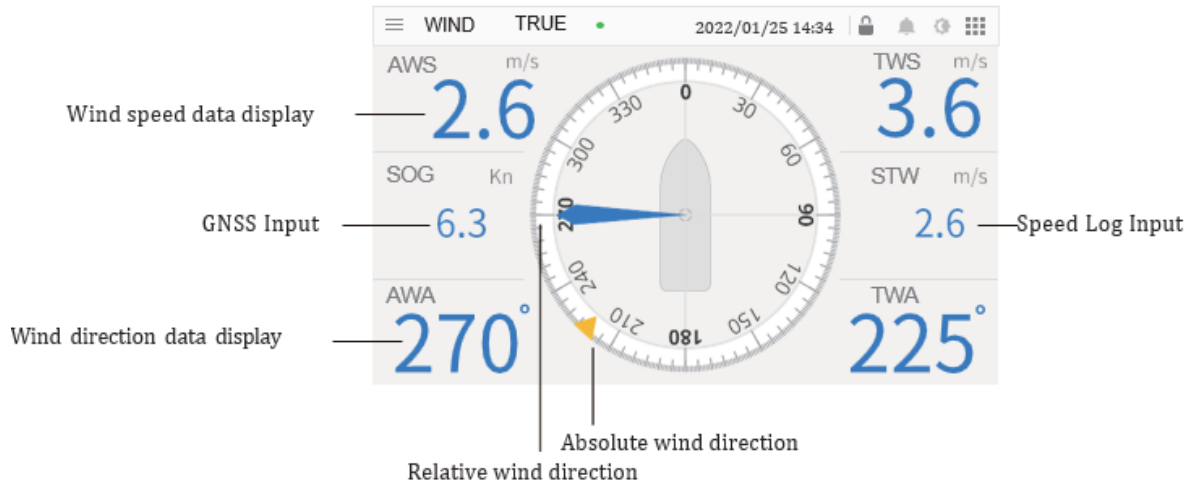 WIND TRUE 2022/01/25 14:34
AWS m/s
2.6
TWS m/s
3.6
Wind speed data display
SOG Kn
6.3
STW m/s
2.6
GNSS Input
Speed Log Input
AWA
270°
TWA
225°
Wind direction data display
0
30
60
90
120
150
180
210
240
270
300
330
Absolute wind direction
Relative wind direction